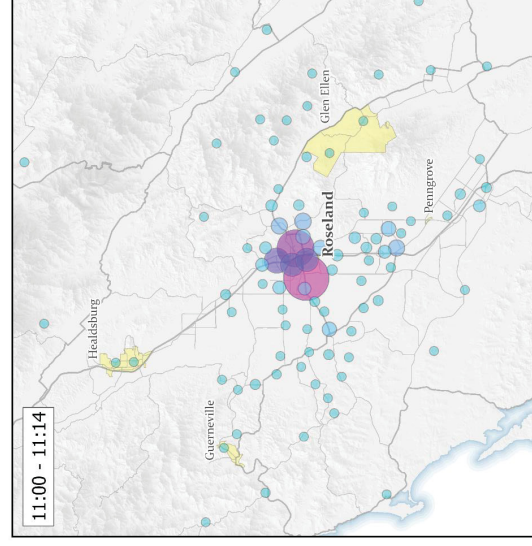 11:00 - 11:14
Guerneville
Healdsburg
Roseland
Glen Ellen
Penngrove